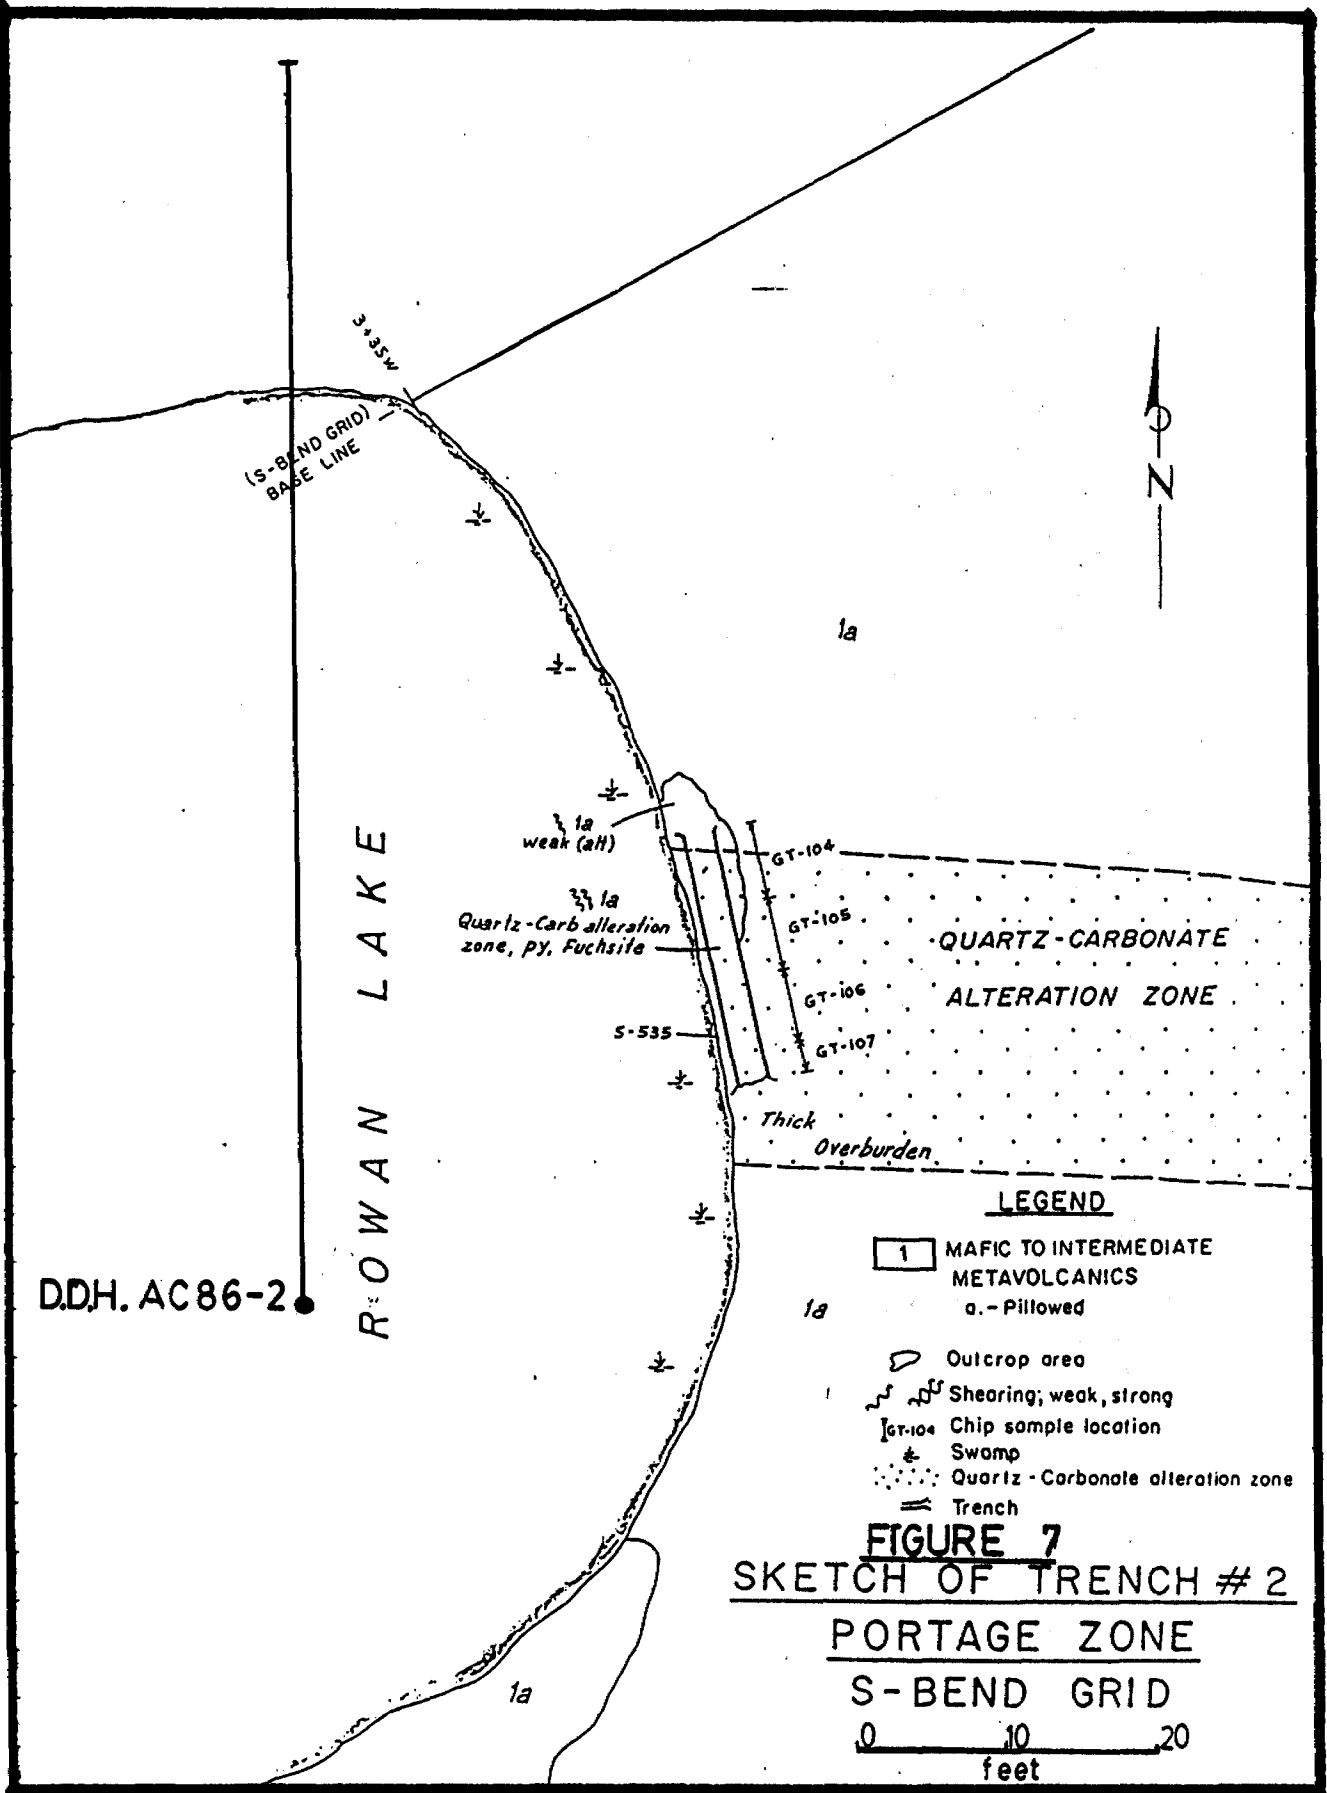 3+35W
(S-BEND GRID)
BASE LINE
N
1a
1a
weak (alt)
GT-104
1a
Quartz-Carb alteration
zone, py, Fuchsite
GT-105
QUARTZ-CARBONATE
ALTERATION ZONE
GT-106
S-535
GT-107
Thick
Overburden
ROWAN LAKE
D.D.H. AC86-2
1a
LEGEND
1 MAFIC TO INTERMEDIATE
METAVOLCANICS
a.-Pillowed
Outcrop area
Shearing; weak, strong
GT-104 Chip sample location
Swamp
Quartz-Carbonate alteration zone
Trench
FIGURE 7
SKETCH OF TRENCH #2
PORTAGE ZONE
S-BEND GRID
1a
0 10 20
feet